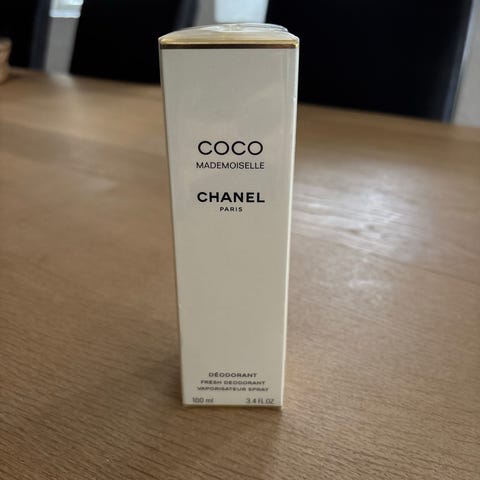 COCO
MADEMOISELLE
CHANEL
PARIS
DÉODORANT
FRESH DEODORANT
VAPORISATEUR SPRAY
100 ml 3.4 FL.OZ